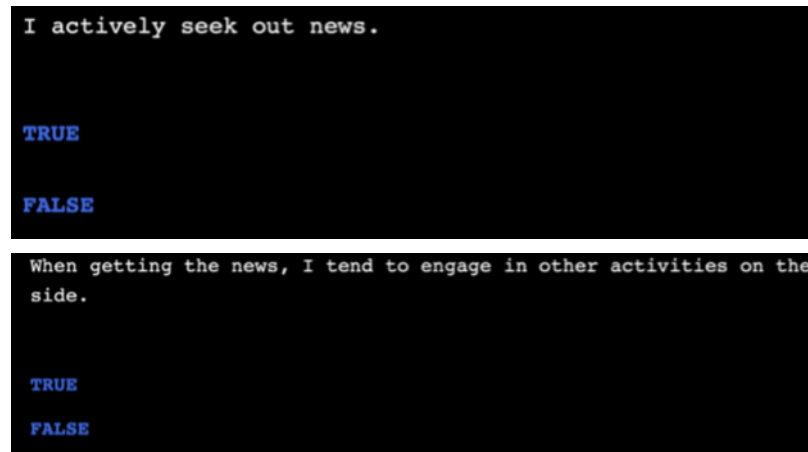 I actively seek out news.
TRUE
FALSE
When getting the news, I tend to engage in other activities on the
side.
TRUE
FALSE